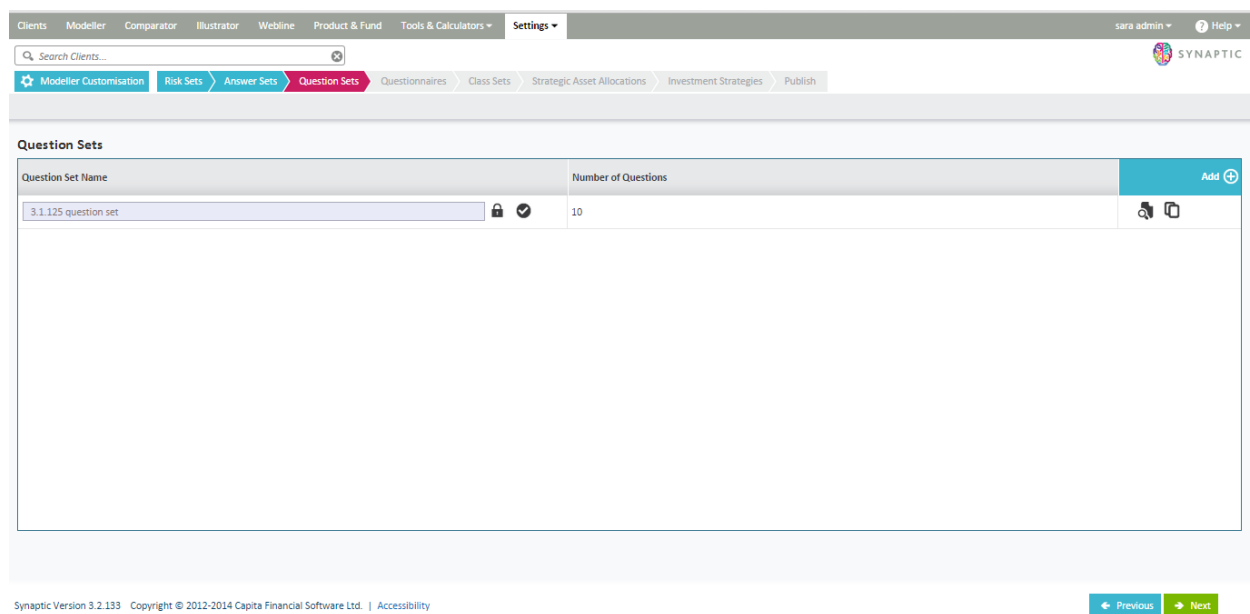 Clients Modeller Comparator Illustrator Webline Product & Fund Tools & Calculators Settings sara admin Help
Search Clients...
SYNAPTIC
Modeller Customisation Risk Sets Answer Sets Question Sets Questionnaires Class Sets Strategic Asset Allocations Investment Strategies Publish
Question Sets
Question Set Name Number of Questions Add
3.1.125 question set 10
Synaptic Version 3.2.133 Copyright © 2012-2014 Capita Financial Software Ltd. | Accessibility Previous Next